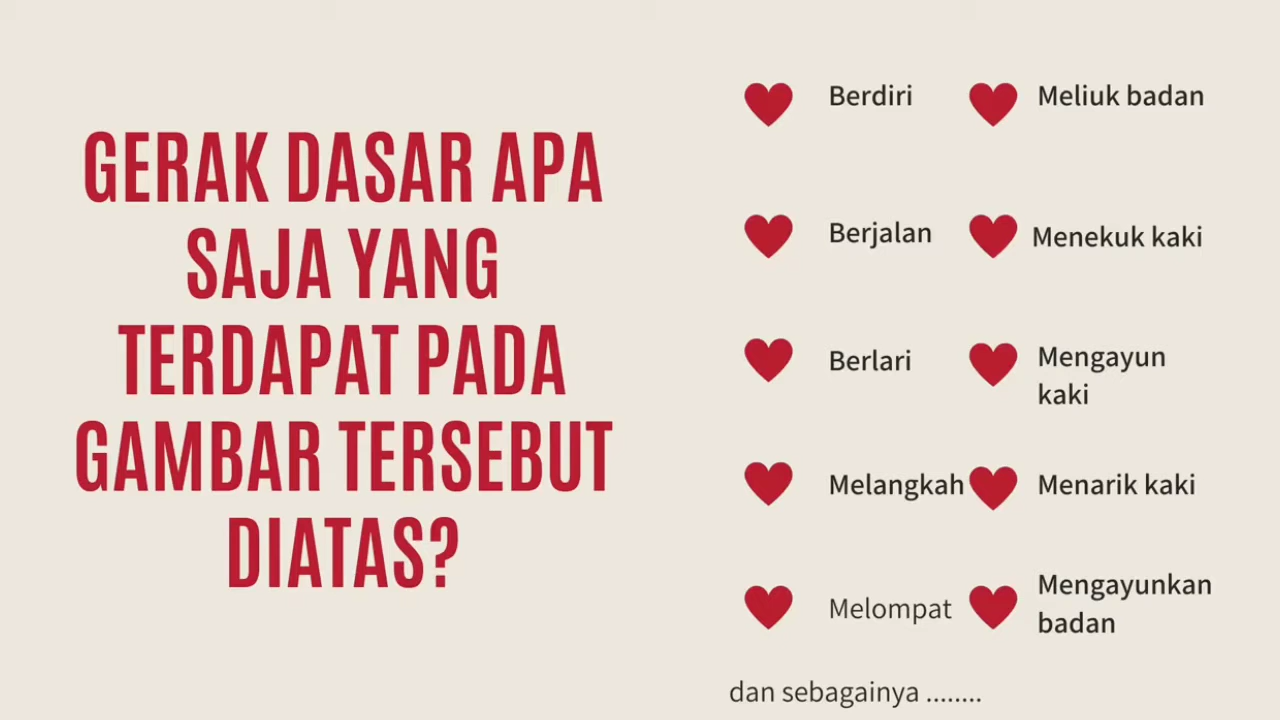 GERAK DASAR APA
SAJA YANG
TERDAPAT PADA
GAMBAR TERSEBUT
DIATAS?
Berdiri
Berjalan
Berlari
Melangkah
Melompat
Meliuk badan
Menekuk kaki
Mengayun
kaki
Menarik kaki
Mengayunkan
badan
dan sebagainya ........